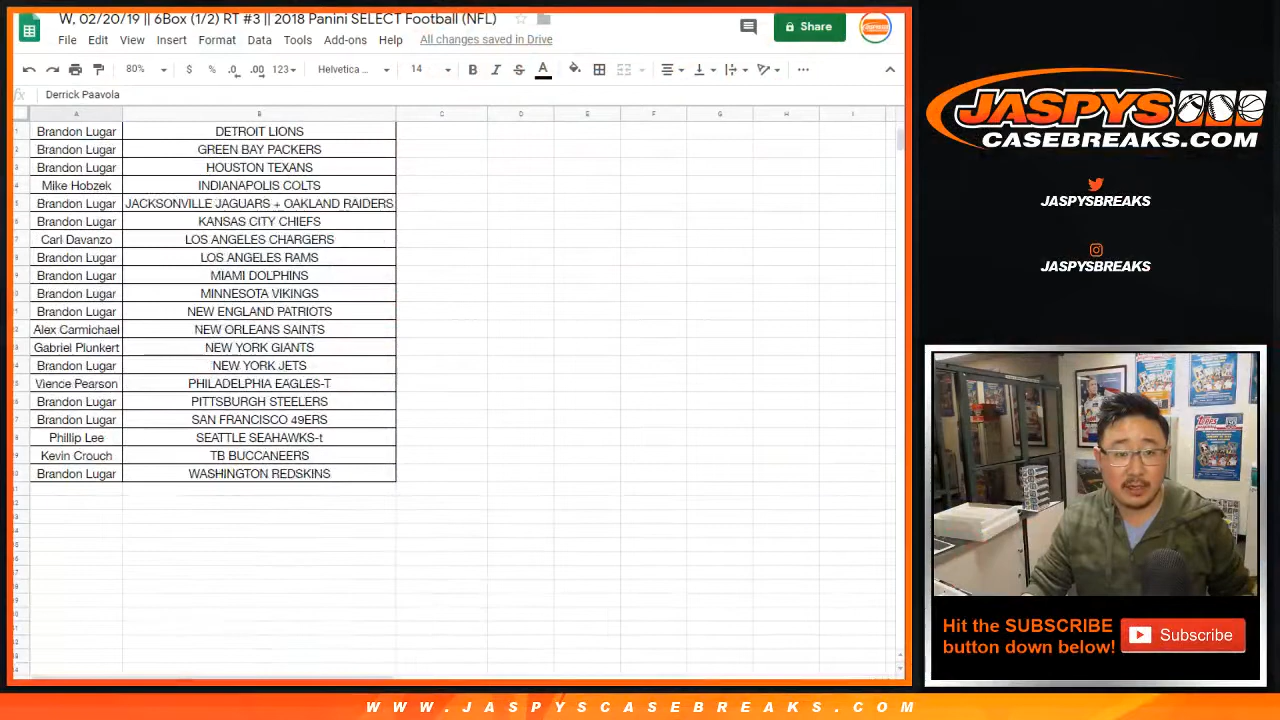 W, 02/20/19 || 6Box (1/2) RT #3 || 2018 Panini SELECT Football (NFL)
File Edit View Insert Format Data Tools Add-ons Help All changes saved in Drive
Share
80% $ % .0 .00 123 Helvetica ... 14 B I S A
fx Derrick Paavola
A B C D E F G H I
Brandon Lugar DETROIT LIONS
Brandon Lugar GREEN BAY PACKERS
Brandon Lugar HOUSTON TEXANS
Mike Hobzek INDIANAPOLIS COLTS
Brandon Lugar JACKSONVILLE JAGUARS + OAKLAND RAIDERS
Brandon Lugar KANSAS CITY CHIEFS
Carl Davanzo LOS ANGELES CHARGERS
Brandon Lugar LOS ANGELES RAMS
Brandon Lugar MIAMI DOLPHINS
Brandon Lugar MINNESOTA VIKINGS
Brandon Lugar NEW ENGLAND PATRIOTS
Alex Carmichael NEW ORLEANS SAINTS
Gabriel Plunkert NEW YORK GIANTS
Brandon Lugar NEW YORK JETS
Vience Pearson PHILADELPHIA EAGLES-T
Brandon Lugar PITTSBURGH STEELERS
Brandon Lugar SAN FRANCISCO 49ERS
Phillip Lee SEATTLE SEAHAWKS-t
Kevin Crouch TB BUCCANEERS
Brandon Lugar WASHINGTON REDSKINS
JASPYS
CASEBREAKS.COM
JASPYSBREAKS
JASPYSBREAKS
Hit the SUBSCRIBE
button down below!
Subscribe
WWW.JASPYSCASEBREAKS.COM